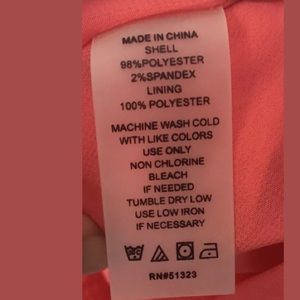 MADE IN CHINA
SHELL
98%POLYESTER
2%SPANDEX
LINING
100% POLYESTER
MACHINE WASH COLD
WITH LIKE COLORS
USE ONLY
NON CHLORINE
BLEACH
IF NEEDED
TUMBLE DRY LOW
USE LOW IRON
IF NECESSARY
RN#51323